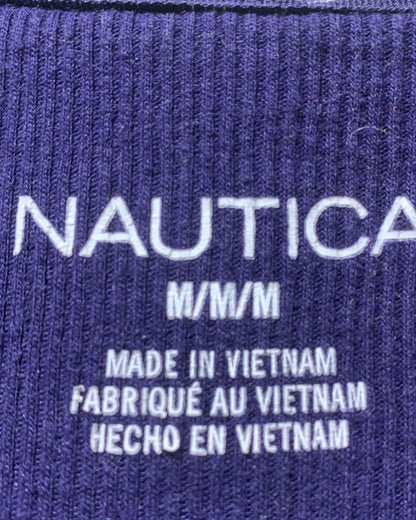 NAUTICA
M/M/M
MADE IN VIETNAM
FABRIQUÉ AU VIETNAM
HECHO EN VIETNAM